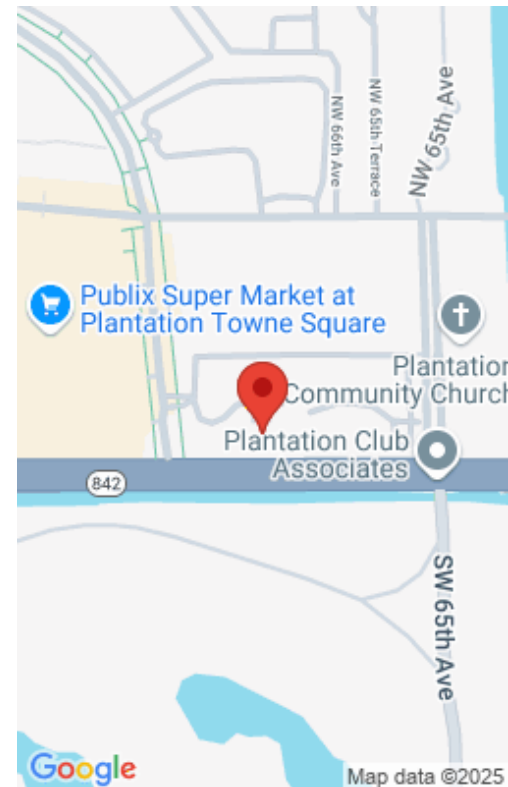 NW 66th Ave
NW 65th Terrace
NW 65th Ave
Publix Super Market at
Plantation Towne Square
Plantation
Community Church
Plantation Club
Associates
842
SW 65th Ave
Google
Map data ©2025